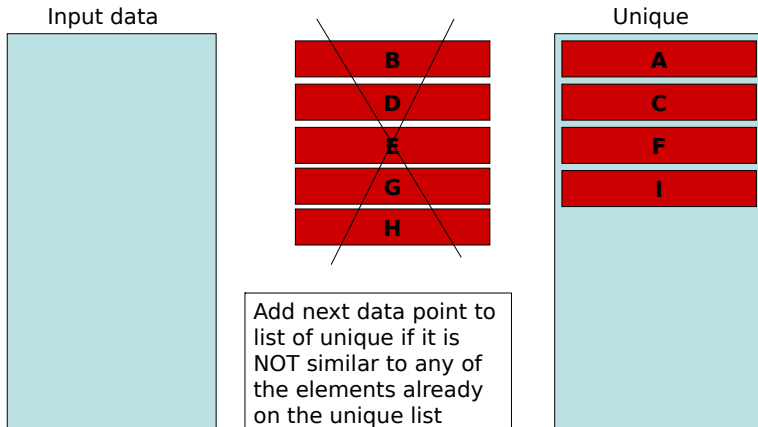 Input data
Unique
B
D
E
G
H
A
C
F
I
Add next data point to
list of unique if it is
NOT similar to any of
the elements already
on the unique list